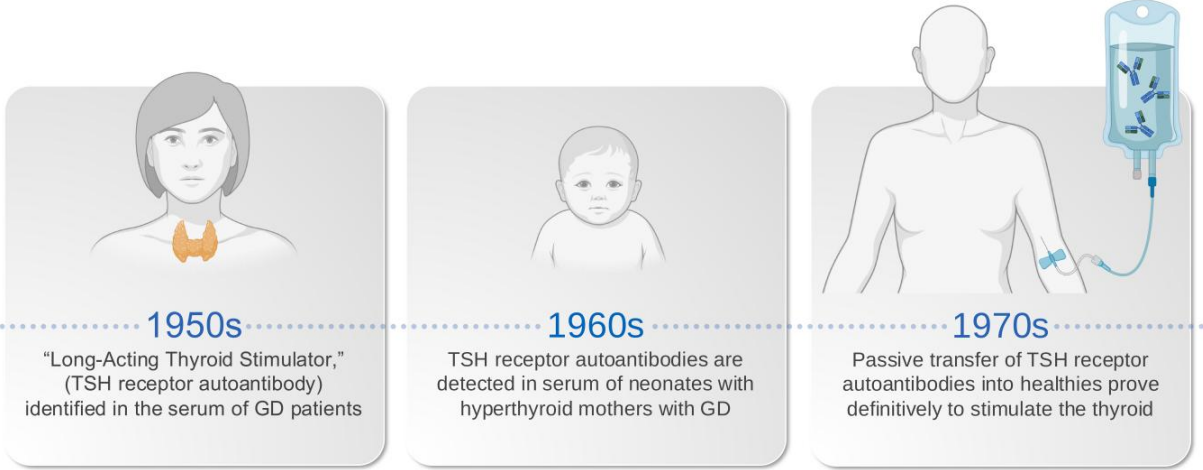 1950s
“Long-Acting Thyroid Stimulator,”
(TSH receptor autoantibody)
identified in the serum of GD patients
1960s
TSH receptor autoantibodies are
detected in serum of neonates with
hyperthyroid mothers with GD
1970s
Passive transfer of TSH receptor
autoantibodies into healthies prove
definitively to stimulate the thyroid